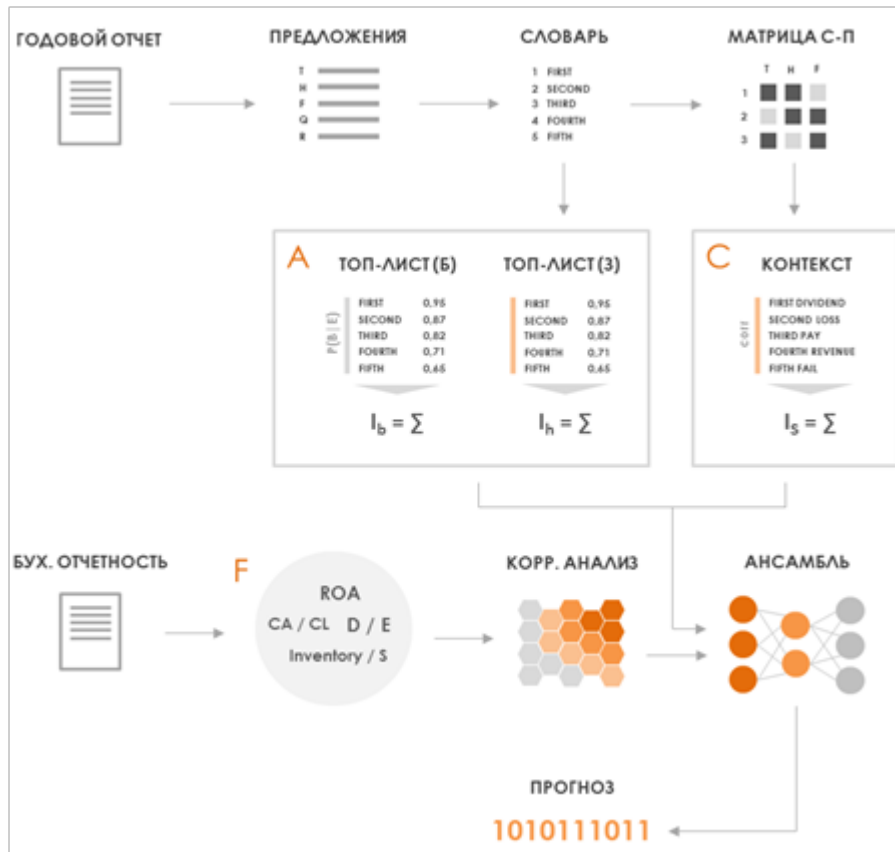 ГОДОВОЙ ОТЧЕТ
ПРЕДЛОЖЕНИЯ
T
H
F
Q
R
СЛОВАРЬ
1 FIRST
2 SECOND
3 THIRD
4 FOURTH
5 FIFTH
МАТРИЦА С-П
T H F
1
2
3
A
ТОП-ЛИСТ (Б)
P(B|E)
FIRST 0,95
SECOND 0,87
THIRD 0,82
FOURTH 0,71
FIFTH 0,65
I_b = ∑
ТОП-ЛИСТ (З)
FIRST 0,95
SECOND 0,87
THIRD 0,82
FOURTH 0,71
FIFTH 0,65
I_h = ∑
C
КОНТЕКСТ
FIRST DIVIDEND
SECOND LOSS
THIRD PAY
FOURTH REVENUE
FIFTH FAIL
I_S = ∑
БУХ. ОТЧЕТНОСТЬ
F
ROA
CA / CL D / E
Inventory / S
КОРР. АНАЛИЗ
АНСАМБЛЬ
ПРОГНОЗ
1010111011